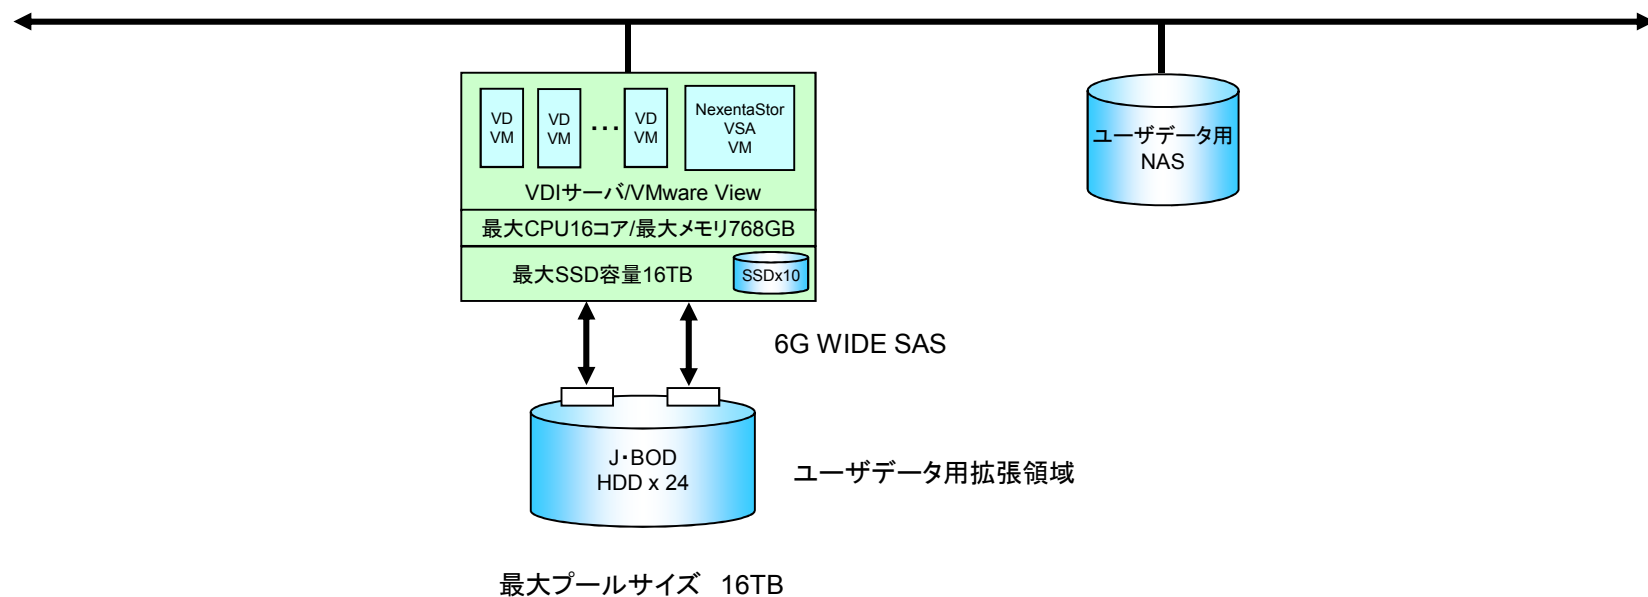 VD
VM
VD
VM
･･･
VD
VM
NexentaStor
VSA
VM
VDIサーバ/VMware View
最大CPU16コア/最大メモリ768GB
最大SSD容量16TB
SSDx10
ユーザデータ用
NAS
6G WIDE SAS
J・BOD
HDD x 24
ユーザデータ用拡張領域
最大プールサイズ 16TB